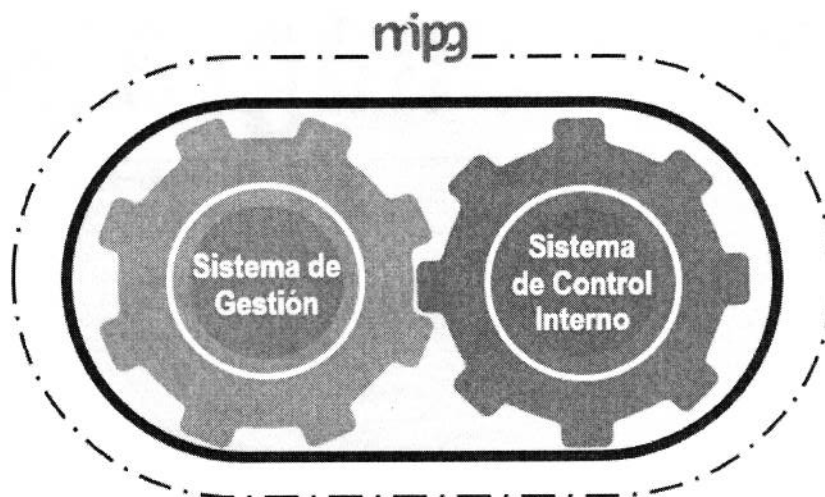 mipg
Sistema de
Gestión
Sistema
de Control
Interno